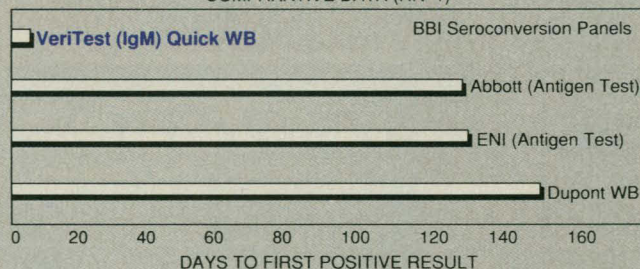 BBI Seroconversion Panels
VeriTest (IgM) Quick WB
Abbott (Antigen Test)
ENI (Antigen Test)
Dupont WB
0 20 40 60 80 100 120 140 160
DAYS TO FIRST POSITIVE RESULT